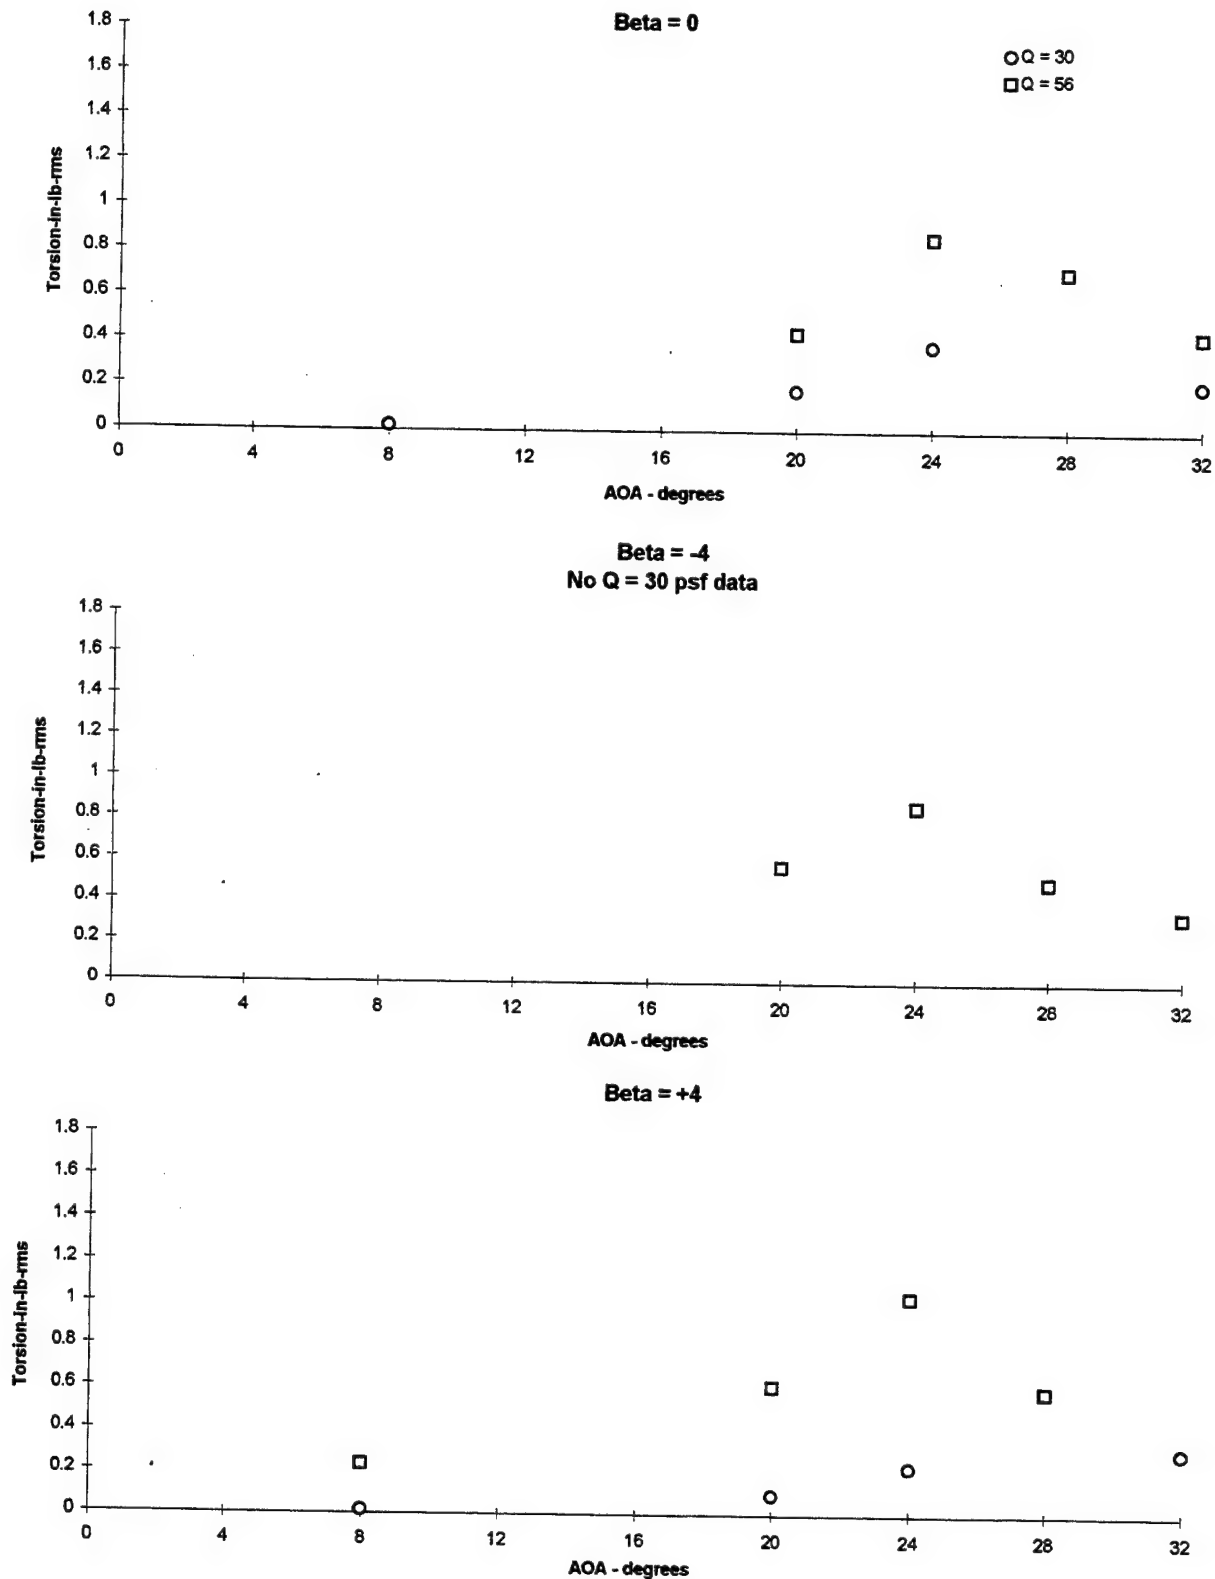 Beta = 0
Q = 30
Q = 56
1.8
1.6
1.4
1.2
1
0.8
0.6
0.4
0.2
0
Torsion-in-lb-rms
0 4 8 12 16 20 24 28 32
AOA - degrees
Beta = -4
No Q = 30 psf data
1.8
1.6
1.4
1.2
1
0.8
0.6
0.4
0.2
0
Torsion-in-lb-rms
0 4 8 12 16 20 24 28 32
AOA - degrees
Beta = +4
1.8
1.6
1.4
1.2
1
0.8
0.6
0.4
0.2
0
Torsion-in-lb-rms
0 4 8 12 16 20 24 28 32
AOA - degrees